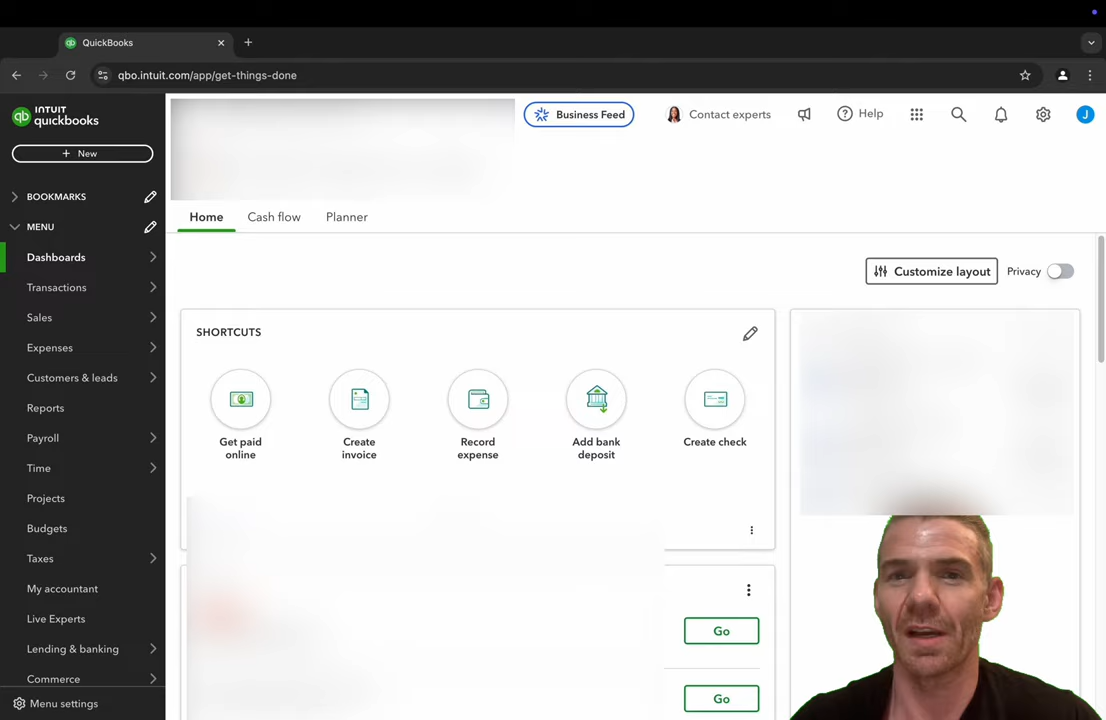 QuickBooks
qbo.intuit.com/app/get-things-done
INTUIT
quickbooks
Business Feed
Contact experts
Help
J
+ New
BOOKMARKS
MENU
Home
Cash flow
Planner
Dashboards
Customize layout
Privacy
Transactions
Sales
Expenses
Customers & leads
Reports
Payroll
Time
Projects
Budgets
Taxes
My accountant
Live Experts
Lending & banking
Commerce
Menu settings
SHORTCUTS
Get paid
online
Create
invoice
Record
expense
Add bank
deposit
Create check
Go
Go